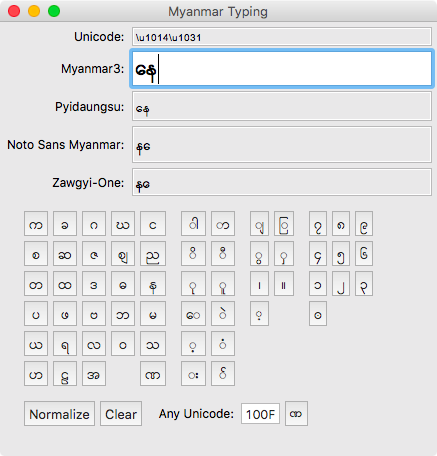 Myanmar Typing
Unicode: \u1014\u1031
Myanmar3: နေ
Pyidaungsu: နေ
Noto Sans Myanmar: နေ
Zawgyi-One: နေ
က ခ ဂ ဃ င ါ ာ ျ ြ ၇ ၈ ၉
စ ဆ ဇ ဈ ည ိ ီ ွ ှ ၄ ၅ ၆
တ ထ ဒ ဓ န ု ူ ၊ ။ ၁ ၂ ၃
ပ ဖ ဗ ဘ မ ေ ဲ ္ ၀
ယ ရ လ ဝ သ ့ ံ
ဟ ဠ အ ဏ း ်
Normalize Clear Any Unicode: 100F ဏ